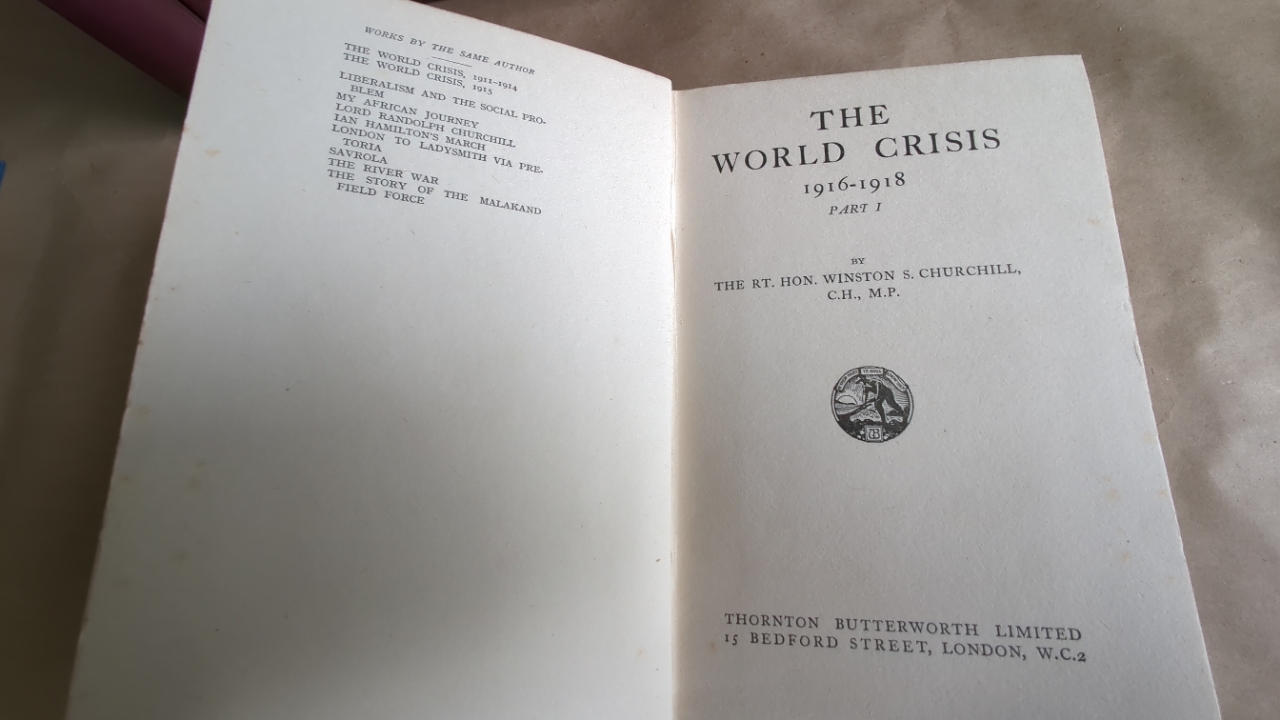 WORKS BY THE SAME AUTHOR
THE WORLD CRISIS, 1911-1914
THE WORLD CRISIS, 1915
LIBERALISM AND THE SOCIAL PRO-
BLEM
MY AFRICAN JOURNEY
LORD RANDOLPH CHURCHILL
IAN HAMILTON'S MARCH
LONDON TO LADYSMITH VIA PRE-
TORIA
SAVROLA
THE RIVER WAR
THE STORY OF THE MALAKAND
FIELD FORCE
THE
WORLD CRISIS
1916-1918
PART I
BY
THE RT. HON. WINSTON S. CHURCHILL,
C.H., M.P.
TB
THORNTON BUTTERWORTH LIMITED
15 BEDFORD STREET, LONDON, W.C.2